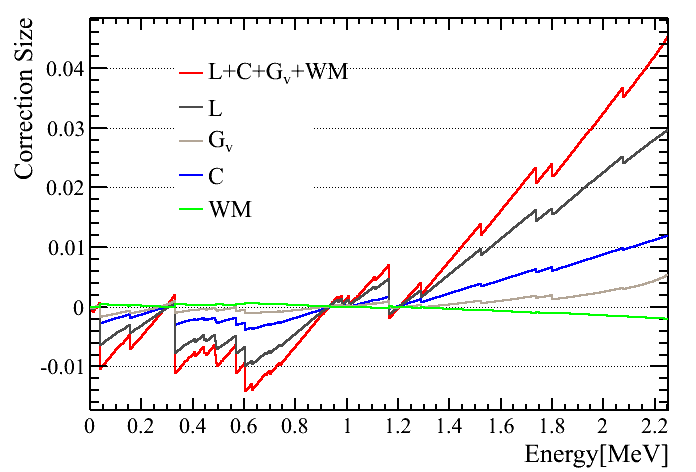 Correction Size
0.04
0.03
0.02
0.01
0
-0.01
L+C+Gv+WM
L
Gv
C
WM
0 0.2 0.4 0.6 0.8 1 1.2 1.4 1.6 1.8 2 2.2
Energy[MeV]